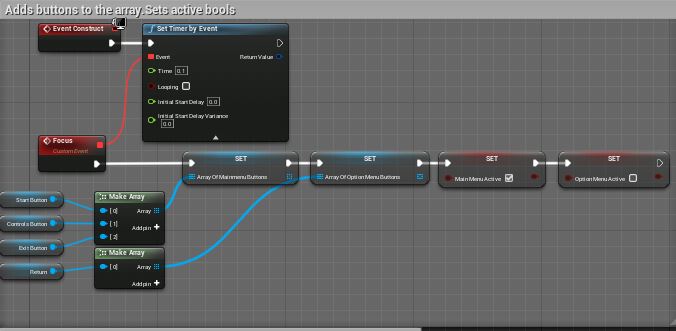 Adds buttons to the array Sets active bools
Event Construct
Set Timer by Event
Event
Return Value
Time 0.1
Looping
Initial Start Delay 0.0
Initial Start Delay Variance
0.0
Focus
Custom Event
SET
Array Of Mainmenu Buttons
SET
Array Of Option Menu Buttons
SET
Main Menu Active
SET
Option Menu Active
Start Button
Controls Button
Exit Button
Return
Make Array
[0] Array
[1] Add pin +
[2]
Make Array
[0] Array
Add pin +